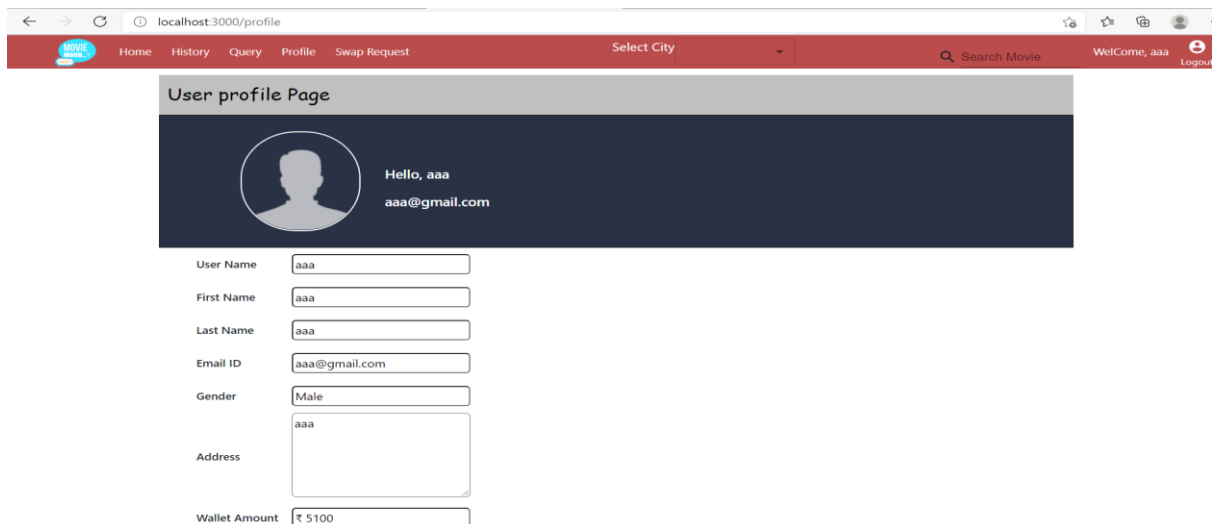 localhost:3000/profile
MOVIE
Home History Query Profile Swap Request Select City Search Movie WelCome, aaa
Logout
User profile Page
Hello, aaa
aaa@gmail.com
User Name aaa
First Name aaa
Last Name aaa
Email ID aaa@gmail.com
Gender Male
aaa
Address
Wallet Amount ₹ 5100